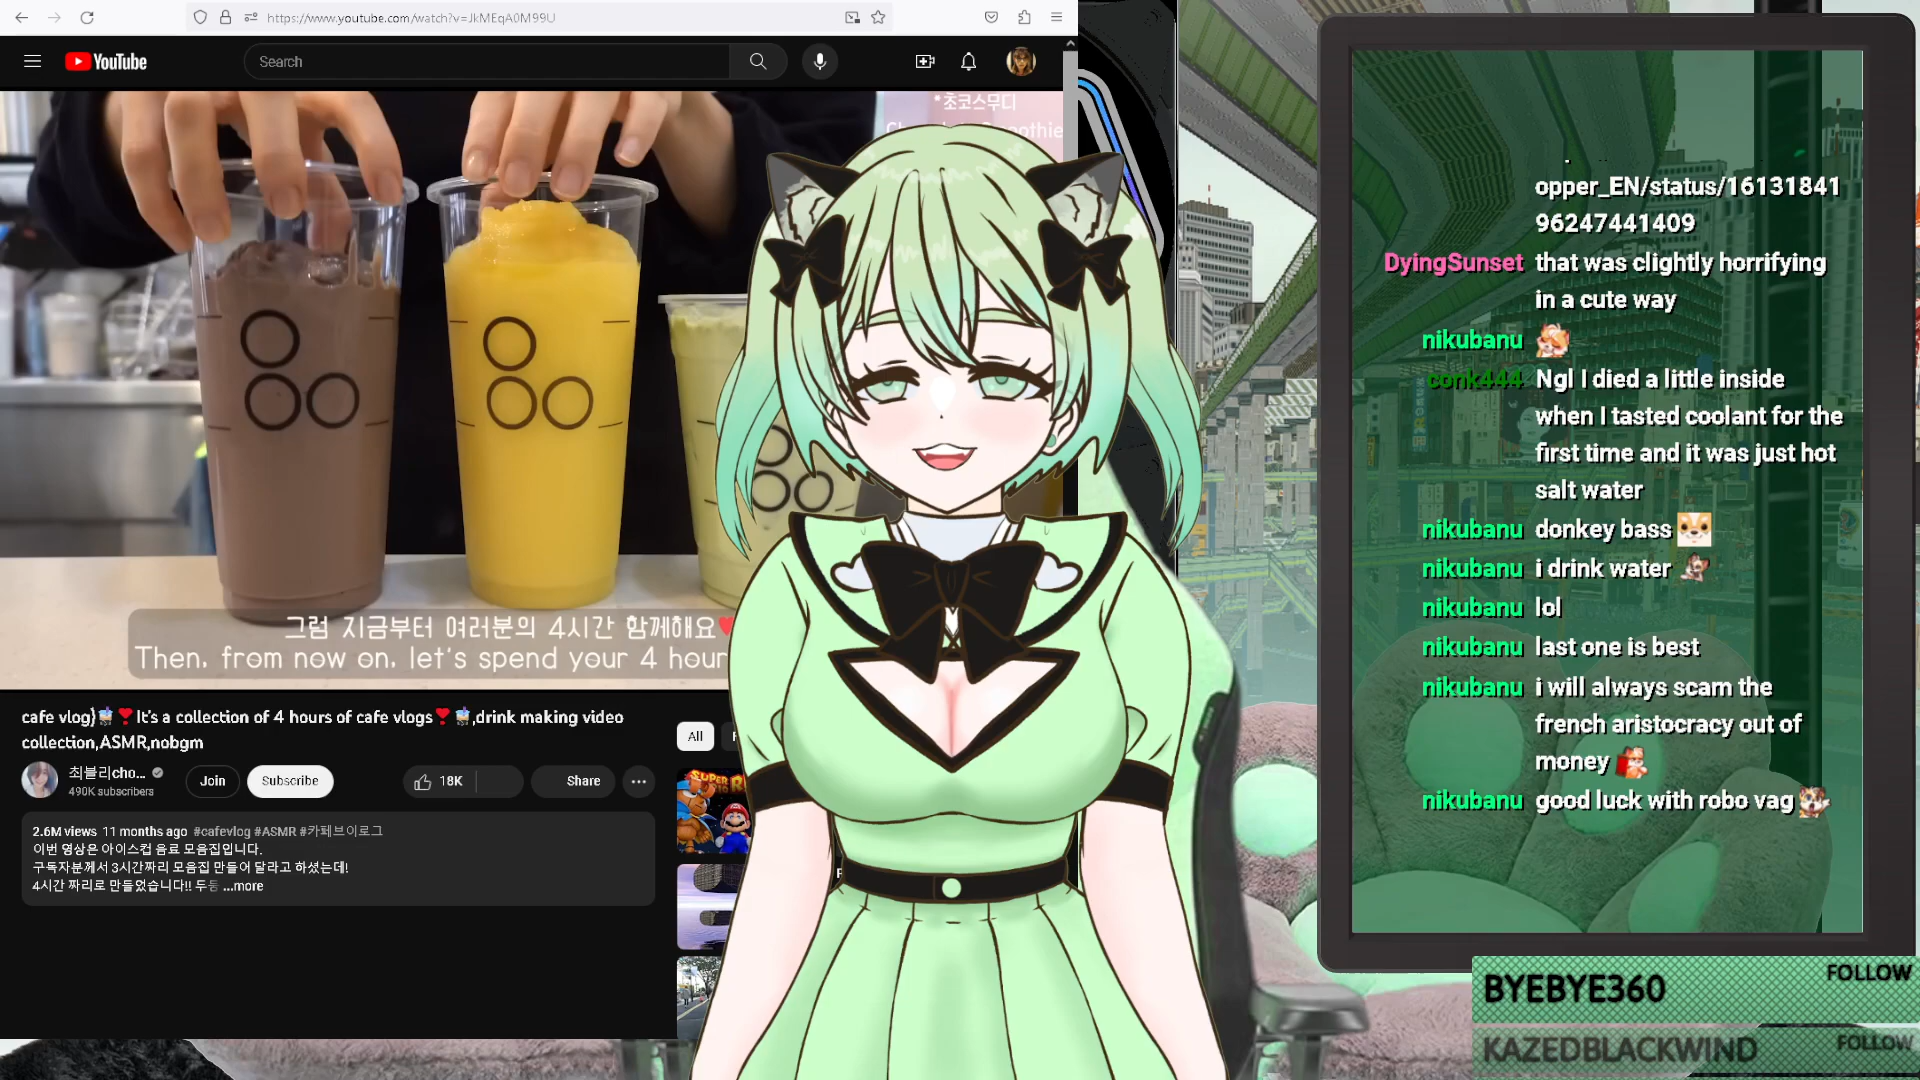 https://www.youtube.com/watch?v=JkMEqA0M99U
YouTube
Search
*초코스무디
그럼 지금부터 여러분의 4시간 함께해요
Then, from now on, let's spend your 4 hour
cafe vlog}🧋❣️It's a collection of 4 hours of cafe vlogs❣️🧋,drink making video
collection,ASMR,nobgm
최블리cho...
490K subscribers
Join
Subscribe
18K
Share
All
2.6M views 11 months ago #cafevlog #ASMR #카페브이로그
이번 영상은 아이스컵 음료 모음집입니다.
구독자분께서 3시간짜리 모음집 만들어 달라고 하셨는데!
4시간 짜리로 만들었습니다!! 두둥 ...more
SUPER
opper_EN/status/16131841
96247441409
DyingSunset that was clightly horrifying
in a cute way
nikubanu
conk444 Ngl I died a little inside
when I tasted coolant for the
first time and it was just hot
salt water
nikubanu donkey bass
nikubanu i drink water
nikubanu lol
nikubanu last one is best
nikubanu i will always scam the
french aristocracy out of
money
nikubanu good luck with robo vag
BYEBYE360 FOLLOW
KAZEDBLACKWIND FOLLOW